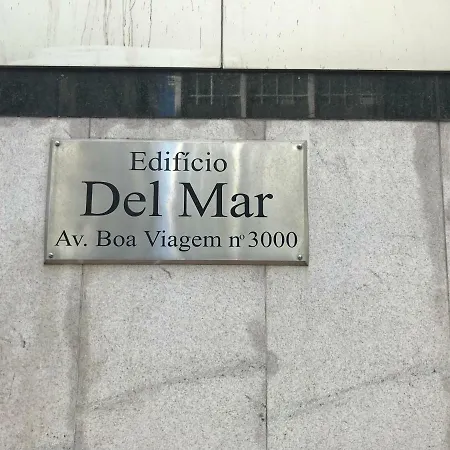 Edifício
Del Mar
Av. Boa Viagem nº 3000